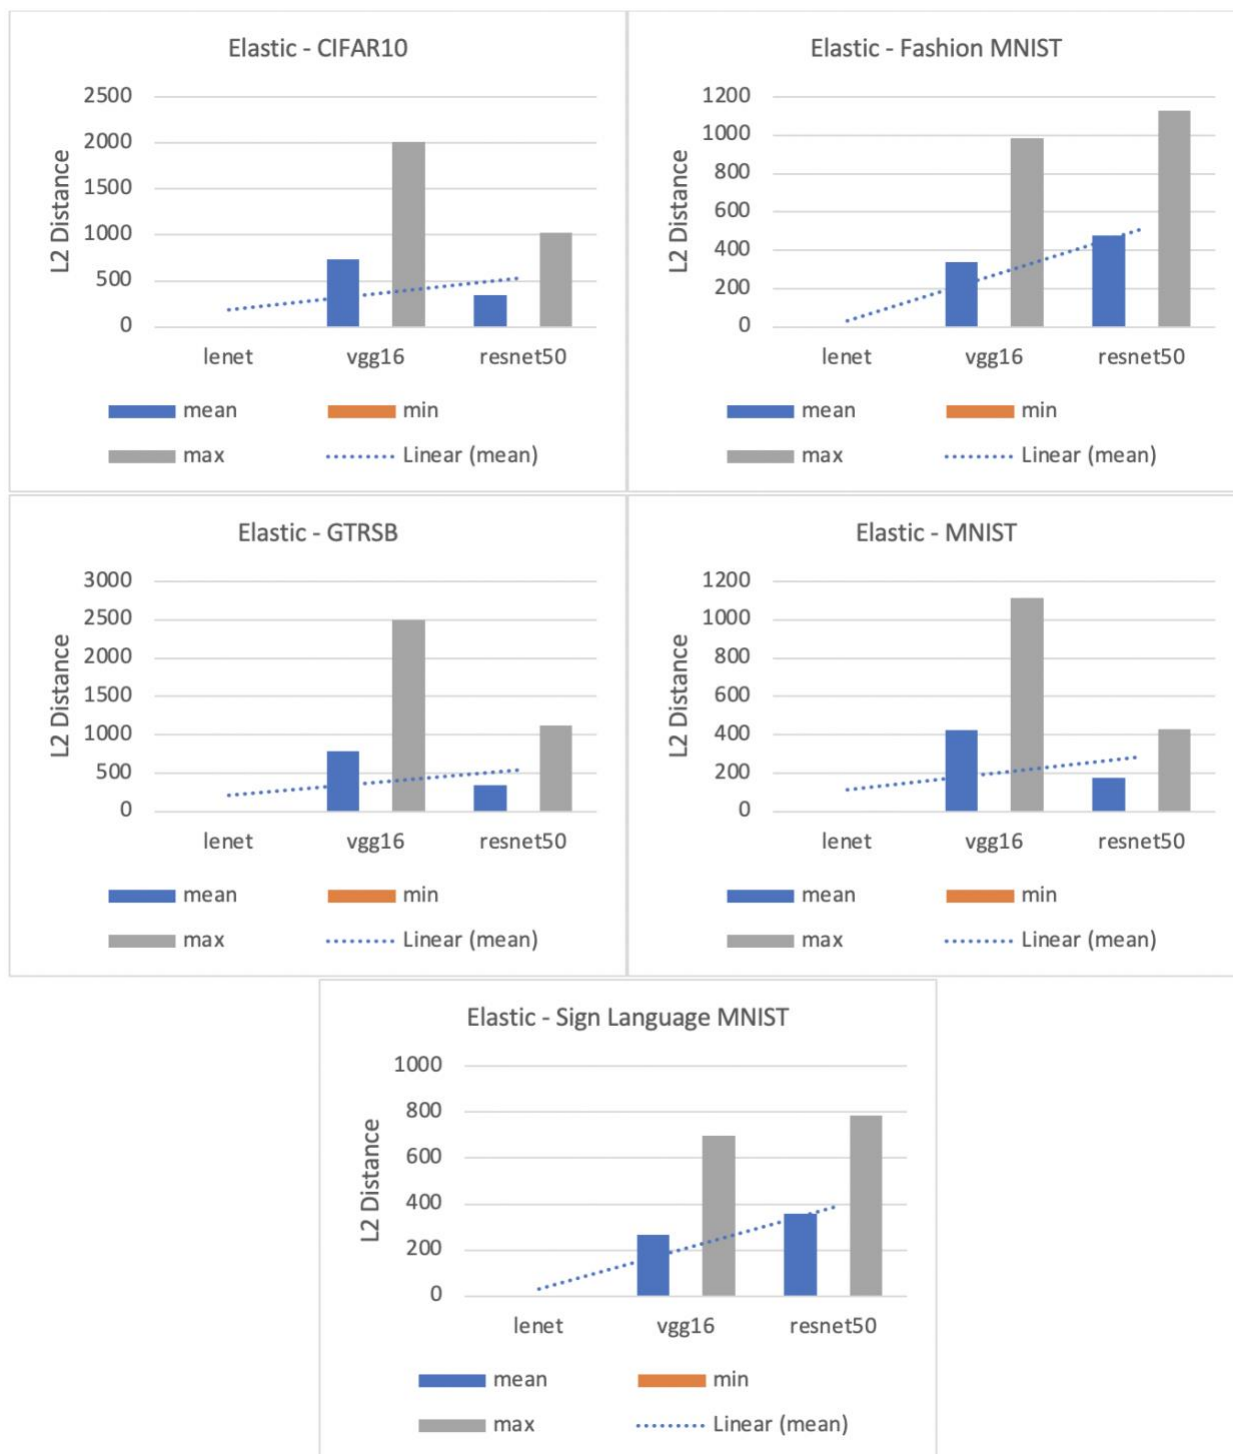 Elastic - CIFAR10
2500
2000
1500
1000
500
0
L2 Distance
lenet vgg16 resnet50
mean min
max Linear (mean)
Elastic - Fashion MNIST
1200
1000
800
600
400
200
0
L2 Distance
lenet vgg16 resnet50
mean min
max Linear (mean)
Elastic - GTRSB
3000
2500
2000
1500
1000
500
0
L2 Distance
lenet vgg16 resnet50
mean min
max Linear (mean)
Elastic - MNIST
1200
1000
800
600
400
200
0
L2 Distance
lenet vgg16 resnet50
mean min
max Linear (mean)
Elastic - Sign Language MNIST
1000
800
600
400
200
0
L2 Distance
lenet vgg16 resnet50
mean min
max Linear (mean)